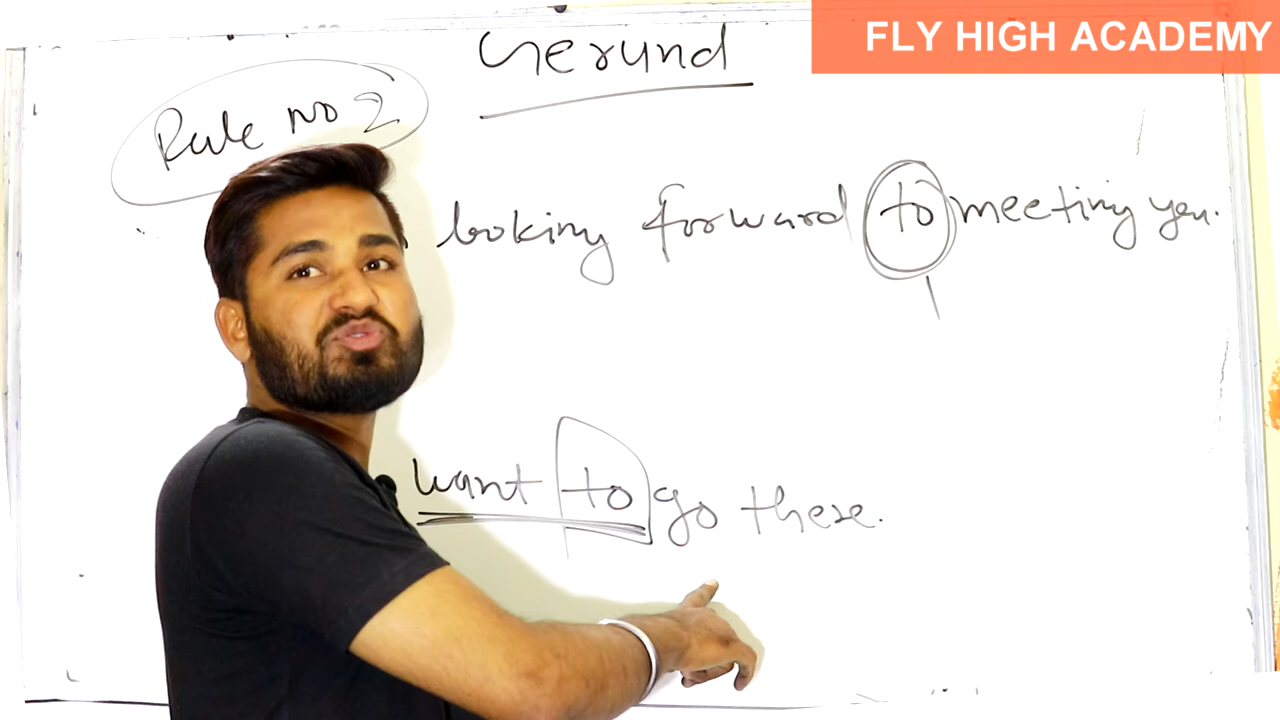 FLY HIGH ACADEMY
Gerund
Rule no 2
looking forward to meeting you.
want to go there.